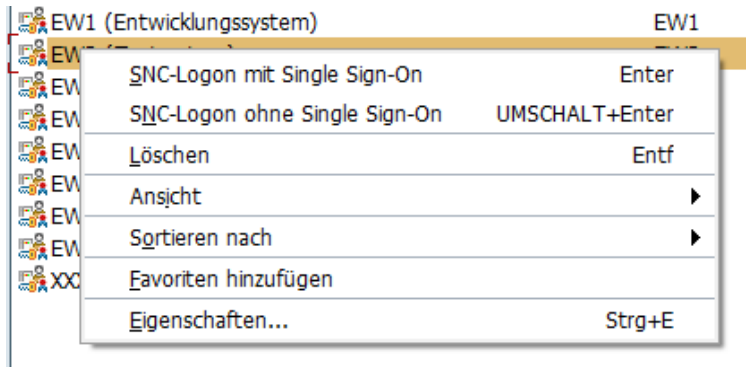 EW1 (Entwicklungssystem) EW1
SNC-Logon mit Single Sign-On Enter
SNC-Logon ohne Single Sign-On UMSCHALT+Enter
Löschen Entf
Ansicht
Sortieren nach
Favoriten hinzufügen
Eigenschaften... Strg+E